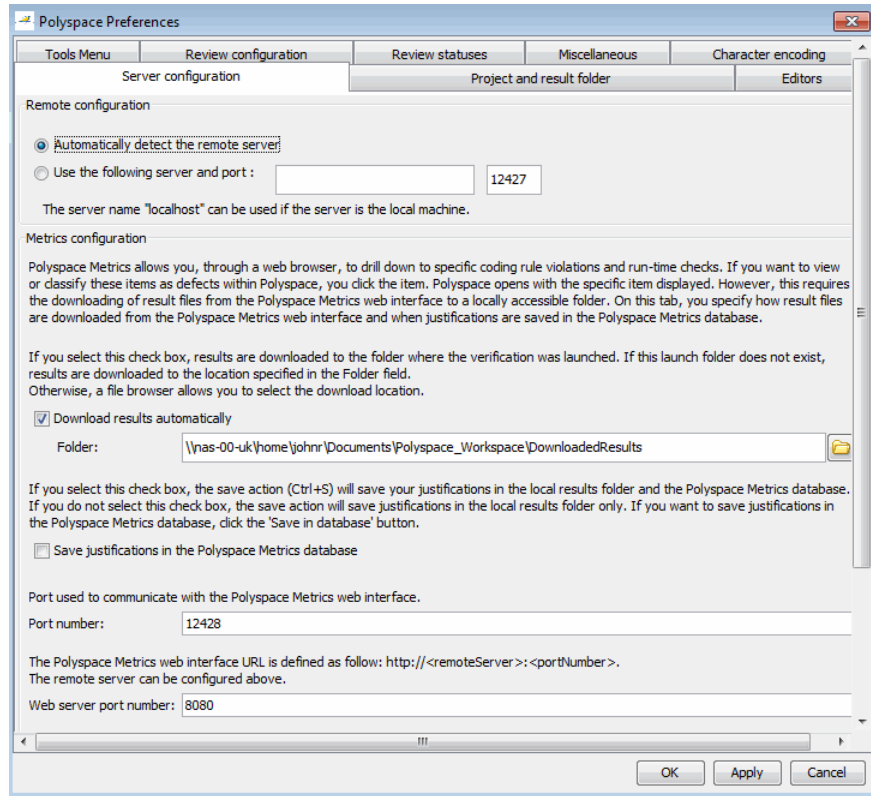 Polyspace Preferences
Tools Menu Review configuration Review statuses Miscellaneous Character encoding
Server configuration Project and result folder Editors
Remote configuration
Automatically detect the remote server
Use the following server and port : 12427
The server name "localhost" can be used if the server is the local machine.
Metrics configuration
Polyspace Metrics allows you, through a web browser, to drill down to specific coding rule violations and run-time checks. If you want to view
or classify these items as defects within Polyspace, you click the item. Polyspace opens with the specific item displayed. However, this requires
the downloading of result files from the Polyspace Metrics web interface to a locally accessible folder. On this tab, you specify how result files
are downloaded from the Polyspace Metrics web interface and when justifications are saved in the Polyspace Metrics database.
If you select this check box, results are downloaded to the folder where the verification was launched. If this launch folder does not exist,
results are downloaded to the location specified in the Folder field.
Otherwise, a file browser allows you to select the download location.
Download results automatically
Folder: \\nas-00-uk\home\johnr\Documents\Polyspace_Workspace\DownloadedResults
If you select this check box, the save action (Ctrl+S) will save your justifications in the local results folder and the Polyspace Metrics database.
If you do not select this check box, the save action will save justifications in the local results folder only. If you want to save justifications in
the Polyspace Metrics database, click the 'Save in database' button.
Save justifications in the Polyspace Metrics database
Port used to communicate with the Polyspace Metrics web interface.
Port number: 12428
The Polyspace Metrics web interface URL is defined as follow: http://<remoteServer>:<portNumber>.
The remote server can be configured above.
Web server port number: 8080
OK Apply Cancel